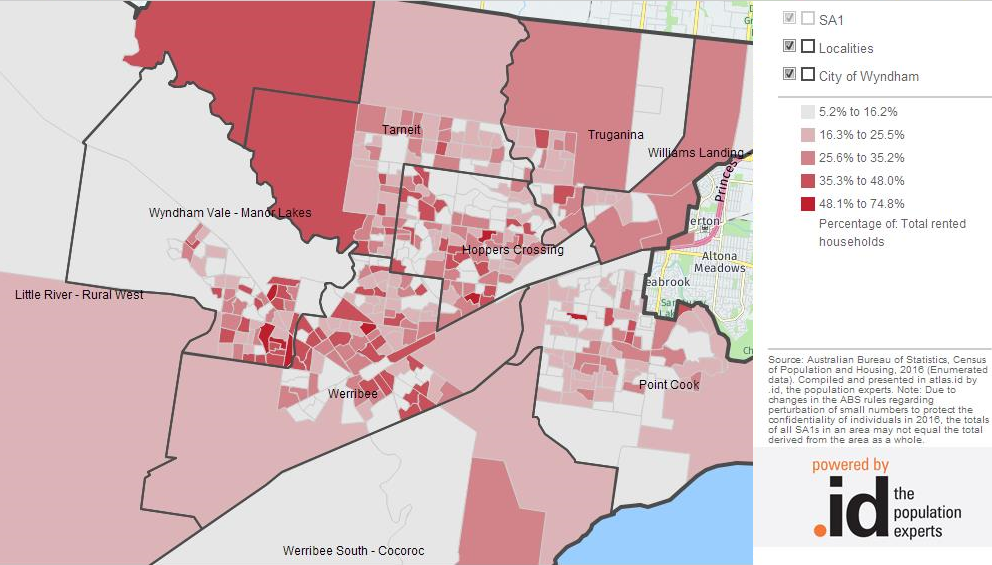 SA1
Localities
City of Wyndham
5.2% to 16.2%
16.3% to 25.5%
25.6% to 35.2%
35.3% to 48.0%
48.1% to 74.8%
Percentage of: Total rented
households
Tarneit
Truganina
Williams Landing
Princes
Wyndham Vale - Manor Lakes
erton
Hoppers Crossing
Altona
Meadows
eabrook
Little River - Rural West
Werribee
Point Cook
Werribee South - Cocoroc
Source: Australian Bureau of Statistics, Census
of Population and Housing, 2016 (Enumerated
data). Compiled and presented in atlas.id by
.id, the population experts. Note: Due to
changes in the ABS rules regarding
perturbation of small numbers to protect the
confidentiality of individuals in 2016, the totals
of all SA1s in an area may not equal the total
derived from the area as a whole.
powered by
.id the
population
experts